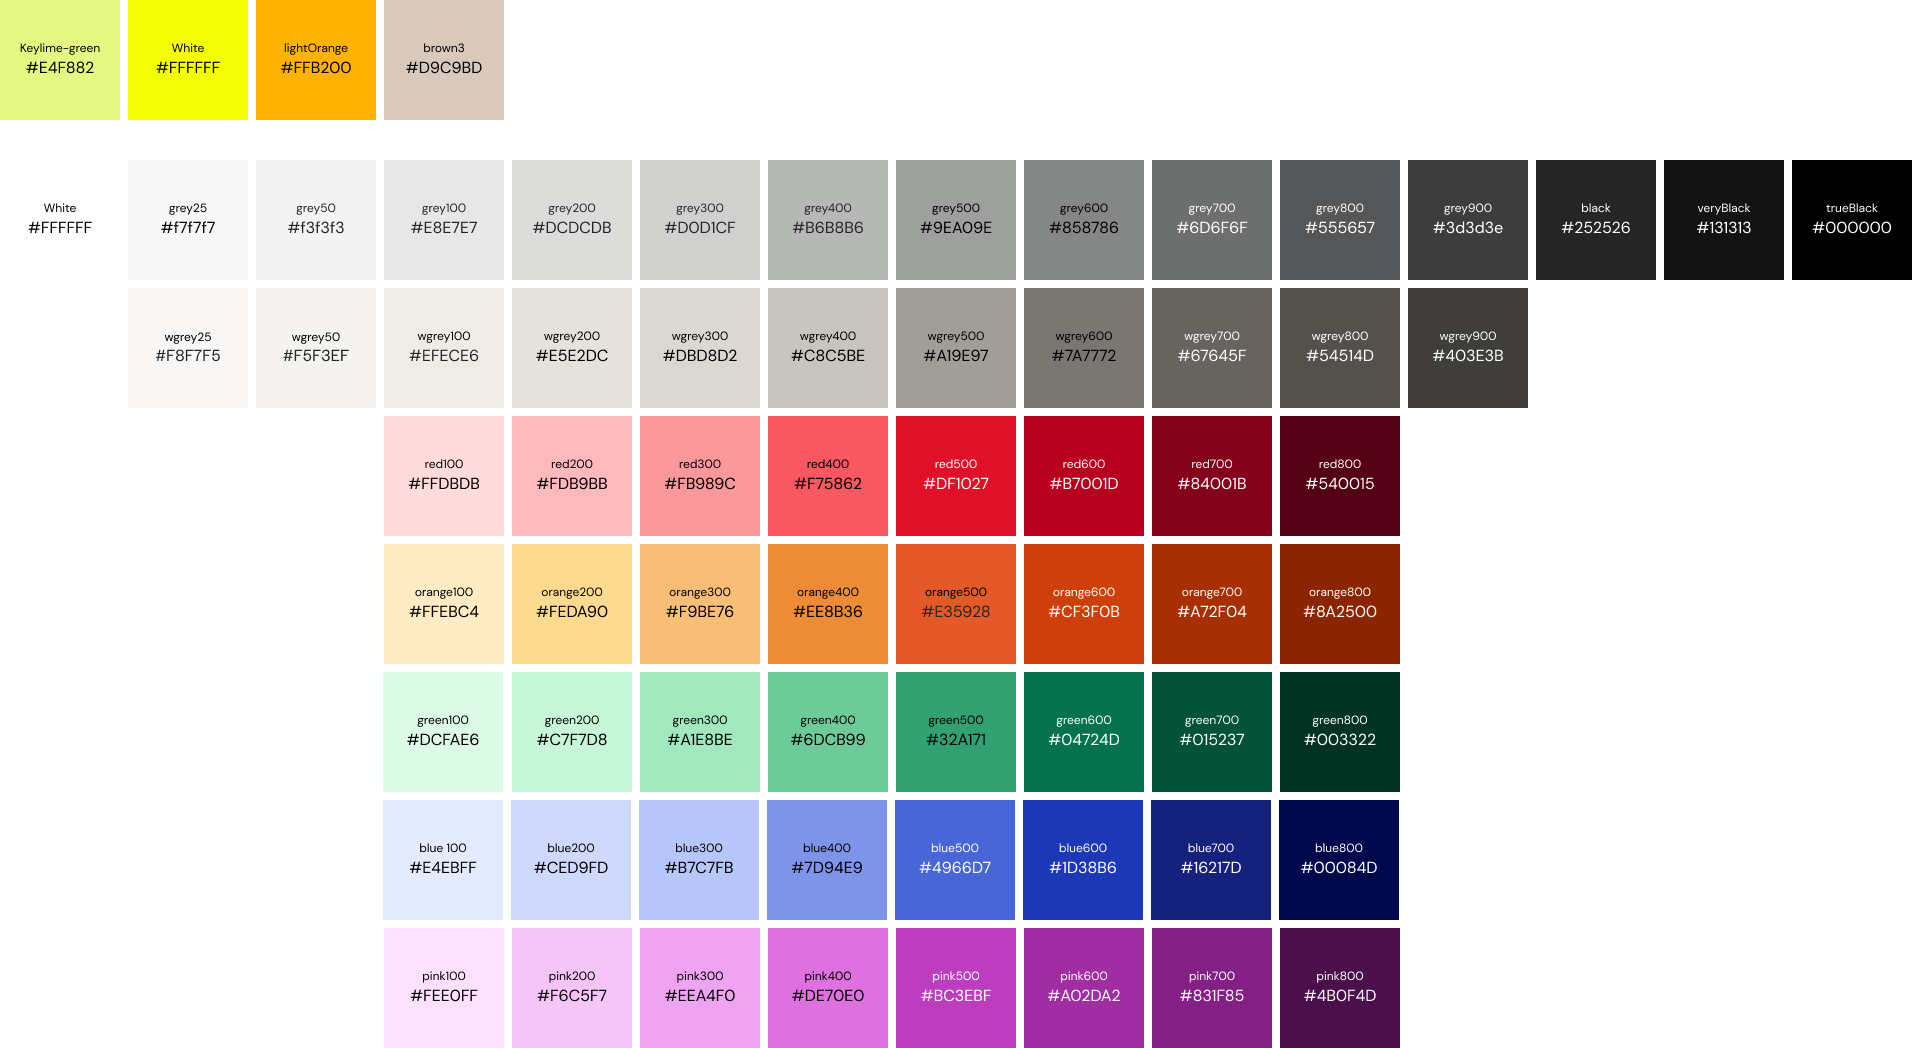 Keylime-green
#E4F882
White
#FFFFFF
lightOrange
#FFB200
brown3
#D9C9BD
White
#FFFFFF
grey25
#f7f7f7
grey50
#f3f3f3
grey100
#E8E7E7
grey200
#DCDCDB
grey300
#D0D1CF
grey400
#B6B8B6
grey500
#9EA09E
grey600
#858786
grey700
#6D6F6F
grey800
#555657
grey900
#3d3d3e
black
#252526
veryBlack
#131313
trueBlack
#000000
wgrey25
#F8F7F5
wgrey50
#F5F3EF
wgrey100
#EFECE6
wgrey200
#E5E2DC
wgrey300
#DBD8D2
wgrey400
#C8C5BE
wgrey500
#A19E97
wgrey600
#7A7772
wgrey700
#67645F
wgrey800
#54514D
wgrey900
#403E3B
red100
#FFDBDB
red200
#FDB9BB
red300
#FB989C
red400
#F75862
red500
#DF1027
red600
#B7001D
red700
#84001B
red800
#540015
orange100
#FFEBC4
orange200
#FEDA90
orange300
#F9BE76
orange400
#EE8B36
orange500
#E35928
orange600
#CF3F0B
orange700
#A72F04
orange800
#8A2500
green100
#DCFAE6
green200
#C7F7D8
green300
#A1E8BE
green400
#6DCB99
green500
#32A171
green600
#04724D
green700
#015237
green800
#003322
blue 100
#E4EBFF
blue200
#CED9FD
blue300
#B7C7FB
blue400
#7D94E9
blue500
#4966D7
blue600
#1D38B6
blue700
#16217D
blue800
#00084D
pink100
#FEE0FF
pink200
#F6C5F7
pink300
#EEA4F0
pink400
#DE70E0
pink500
#BC3EBF
pink600
#A02DA2
pink700
#831F85
pink800
#4B0F4D